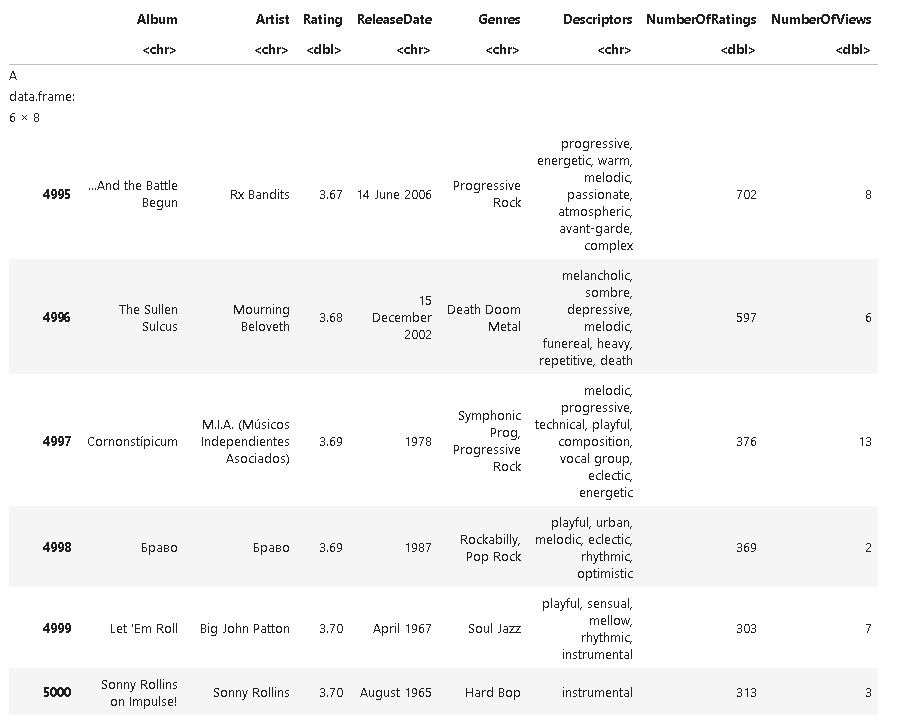 Album Artist Rating ReleaseDate Genres Descriptors NumberOfRatings NumberOfViews
<chr> <chr> <dbl> <chr> <chr> <chr> <dbl> <dbl>
A
data.frame:
6 × 8
4995 ...And the Battle Begun Rx Bandits 3.67 14 June 2006 Progressive Rock progressive, energetic, warm, melodic, passionate, atmospheric, avant-garde, complex 702 8
4996 The Sullen Sulcus Mourning Beloveth 3.68 15 December 2002 Death Doom Metal melancholic, sombre, depressive, melodic, funereal, heavy, repetitive, death 597 6
4997 Cornonstípicum M.I.A. (Músicos Independientes Asociados) 3.69 1978 Symphonic Prog, Progressive Rock melodic, progressive, technical, playful, composition, vocal group, eclectic, energetic 376 13
4998 Браво Браво 3.69 1987 Rockabilly, Pop Rock playful, urban, melodic, eclectic, rhythmic, optimistic 369 2
4999 Let 'Em Roll Big John Patton 3.70 April 1967 Soul Jazz playful, sensual, mellow, rhythmic, instrumental 303 7
5000 Sonny Rollins on Impulse! Sonny Rollins 3.70 August 1965 Hard Bop instrumental 313 3